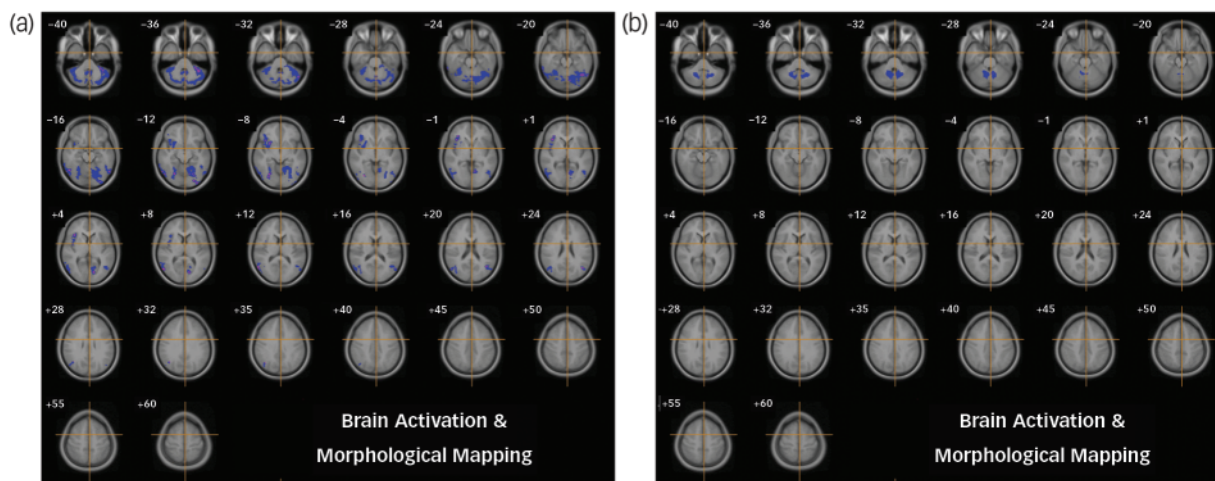 (a)
−40 −36 −32 −28 −24 −20
−16 −12 −8 −4 −1 +1
+4 +8 +12 +16 +20 +24
+28 +32 +35 +40 +45 +50
+55 +60
Brain Activation &
Morphological Mapping
(b)
−40 −36 −32 −28 −24 −20
−16 −12 −8 −4 −1 +1
+4 +8 +12 +16 +20 +24
+28 +32 +35 +40 +45 +50
+55 +60
Brain Activation &
Morphological Mapping